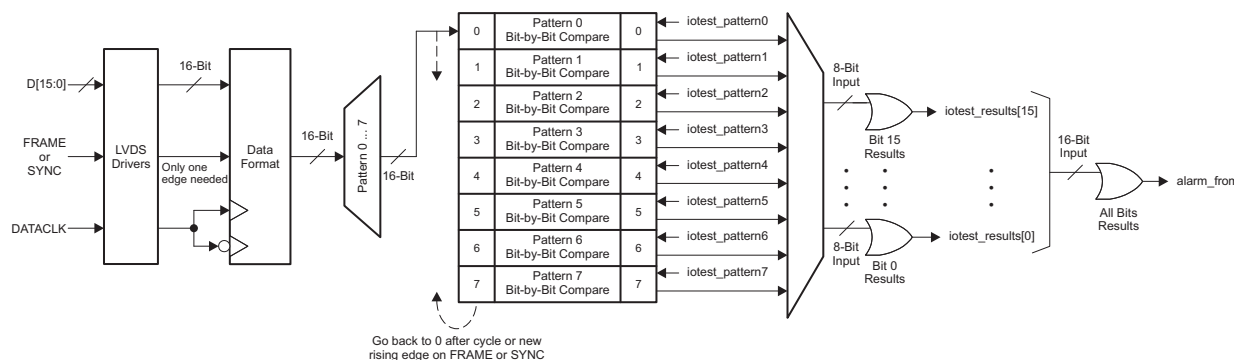 D[15:0]
FRAME
or
SYNC
DATACLK
LVDS
Drivers
16-Bit
Only one
edge needed
Data
Format
16-Bit
Pattern 0 ... 7
16-Bit
0 Pattern 0 Bit-by-Bit Compare 0 iotest_pattern0
1 Pattern 1 Bit-by-Bit Compare 1 iotest_pattern1
2 Pattern 2 Bit-by-Bit Compare 2 iotest_pattern2
3 Pattern 3 Bit-by-Bit Compare 3 iotest_pattern3
4 Pattern 4 Bit-by-Bit Compare 4 iotest_pattern4
5 Pattern 5 Bit-by-Bit Compare 5 iotest_pattern5
6 Pattern 6 Bit-by-Bit Compare 6 iotest_pattern6
7 Pattern 7 Bit-by-Bit Compare 7 iotest_pattern7
Go back to 0 after cycle or new
rising edge on FRAME or SYNC
8-Bit
Input
Bit 15
Results
iotest_results[15]
8-Bit
Input
Bit 0
Results
iotest_results[0]
16-Bit
Input
All Bits
Results
alarm_from